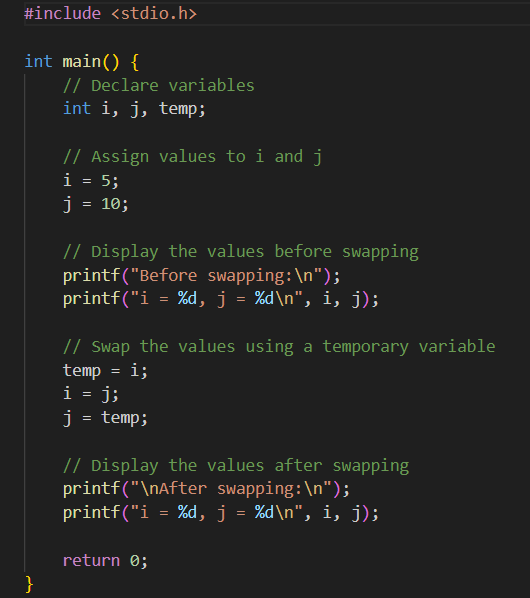 #include <stdio.h>
int main() {
// Declare variables
int i, j, temp;
// Assign values to i and j
i = 5;
j = 10;
// Display the values before swapping
printf("Before swapping:\n");
printf("i = %d, j = %d\n", i, j);
// Swap the values using a temporary variable
temp = i;
i = j;
j = temp;
// Display the values after swapping
printf("\nAfter swapping:\n");
printf("i = %d, j = %d\n", i, j);
return 0;
}